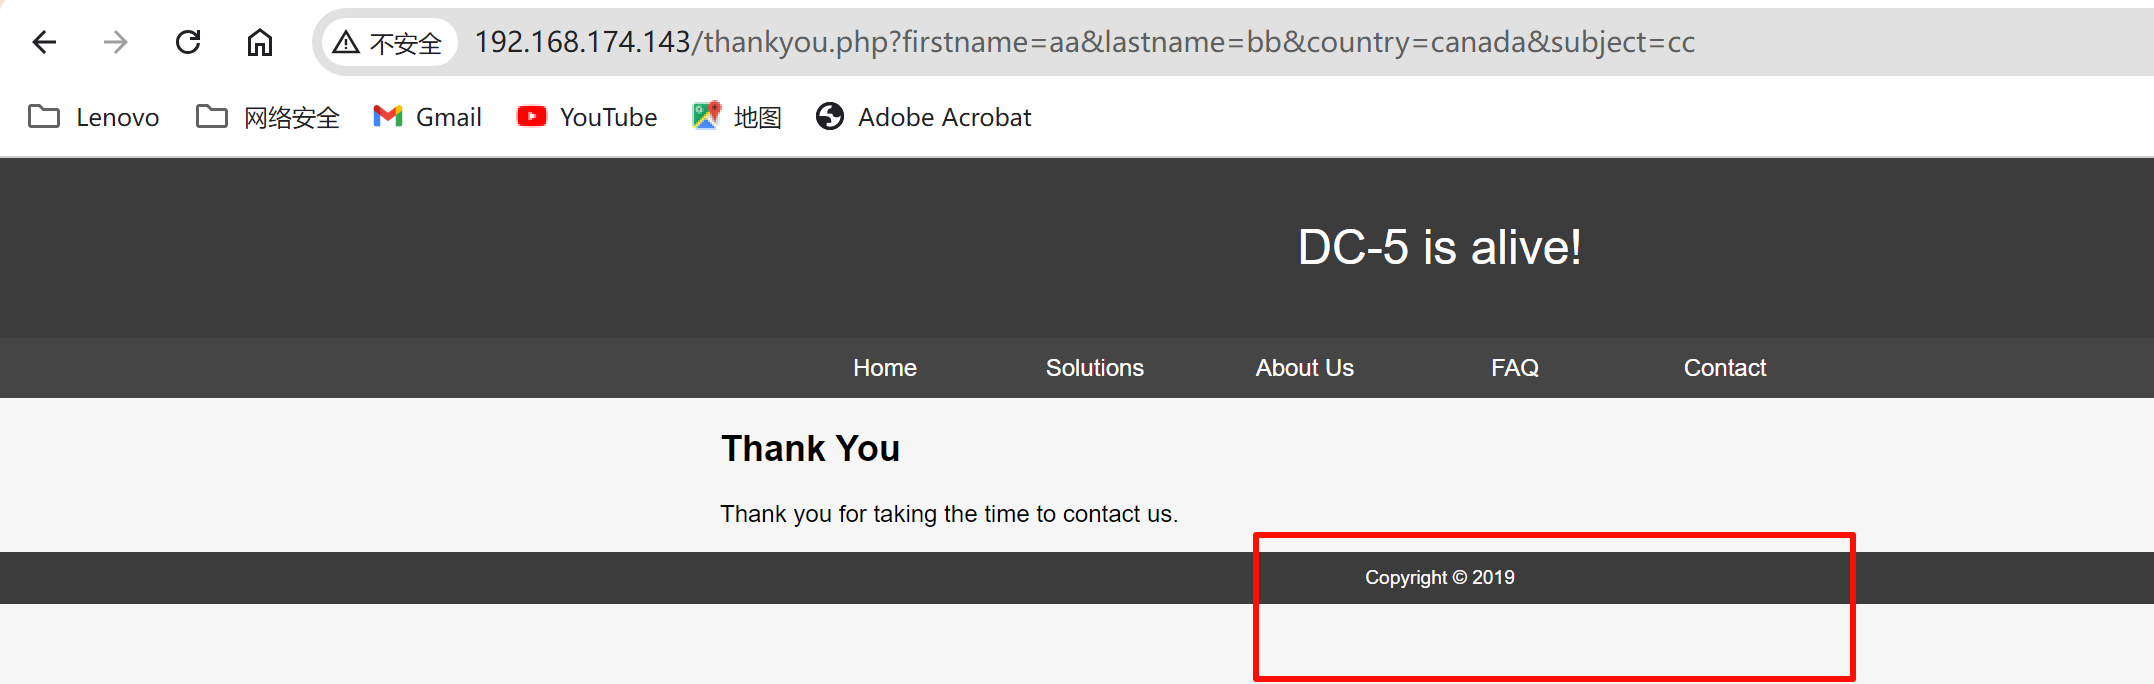 不安全 192.168.174.143/thankyou.php?firstname=aa&lastname=bb&country=canada&subject=cc
Lenovo 网络安全 Gmail YouTube 地图 Adobe Acrobat
DC-5 is alive!
Home Solutions About Us FAQ Contact
Thank You
Thank you for taking the time to contact us.
Copyright © 2019